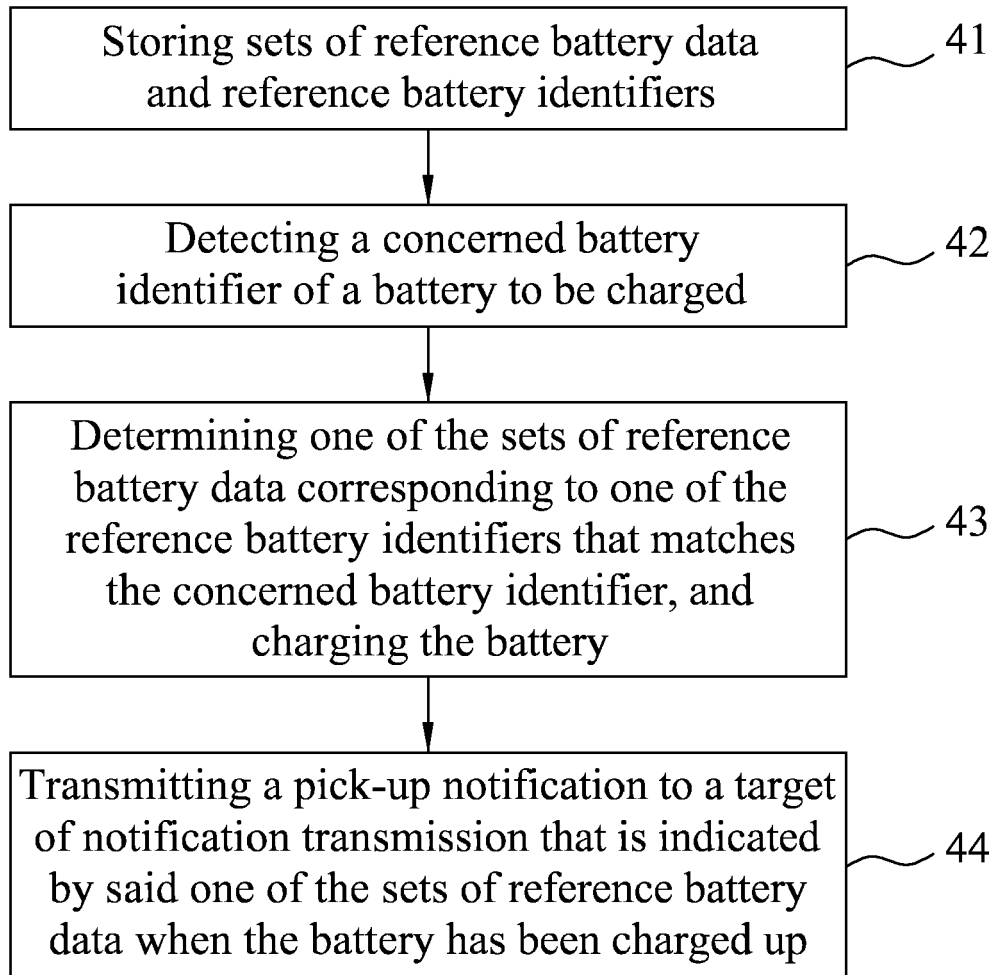 Storing sets of reference battery data
and reference battery identifiers
41
Detecting a concerned battery
identifier of a battery to be charged
42
Determining one of the sets of reference
battery data corresponding to one of the
reference battery identifiers that matches
the concerned battery identifier, and
charging the battery
43
Transmitting a pick-up notification to a target
of notification transmission that is indicated
by said one of the sets of reference battery
data when the battery has been charged up
44